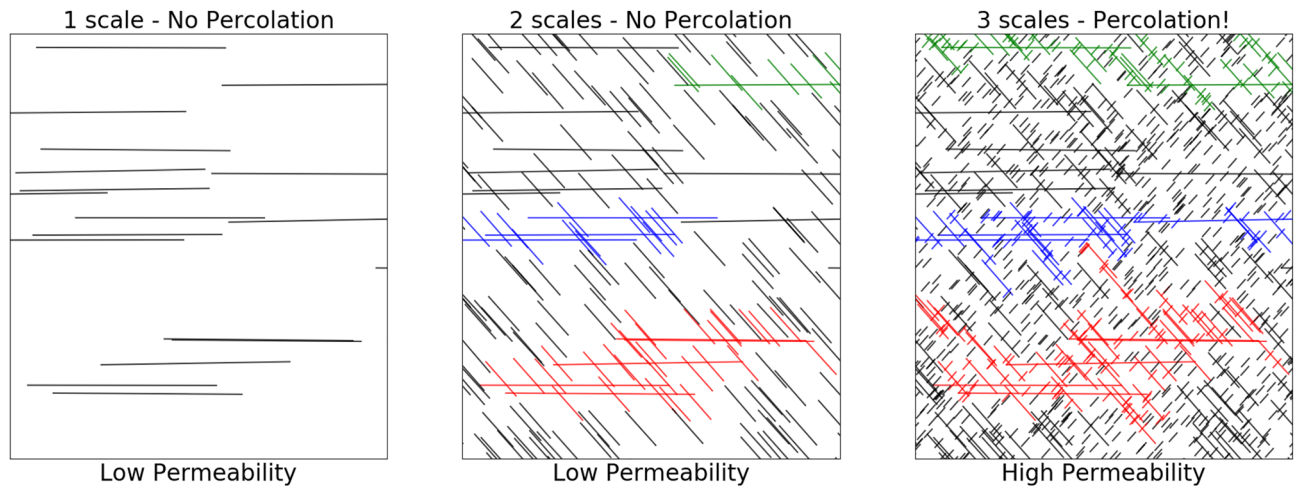 1 scale - No Percolation
2 scales - No Percolation
3 scales - Percolation!
Low Permeability
Low Permeability
High Permeability